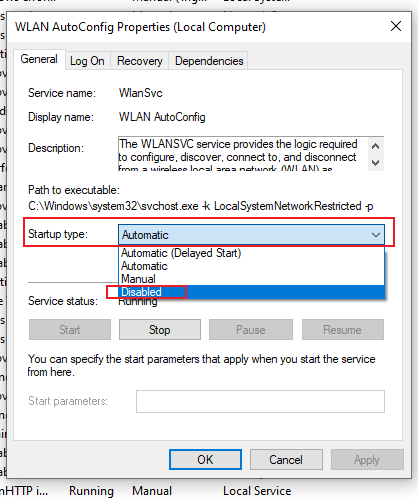 WLAN AutoConfig Properties (Local Computer)
General Log On Recovery Dependencies
Service name: WlanSvc
Display name: WLAN AutoConfig
Description: The WLANSVC service provides the logic required
to configure, discover, connect to, and disconnect
from a wireless local area network (WLAN) as
Path to executable:
C:\Windows\system32\svchost.exe -k LocalSystemNetworkRestricted -p
Startup type: Automatic
Automatic (Delayed Start)
Automatic
Manual
Disabled
Service status: Running
Start Stop Pause Resume
You can specify the start parameters that apply when you start the service
from here.
Start parameters:
OK Cancel Apply
Running Manual Local Service